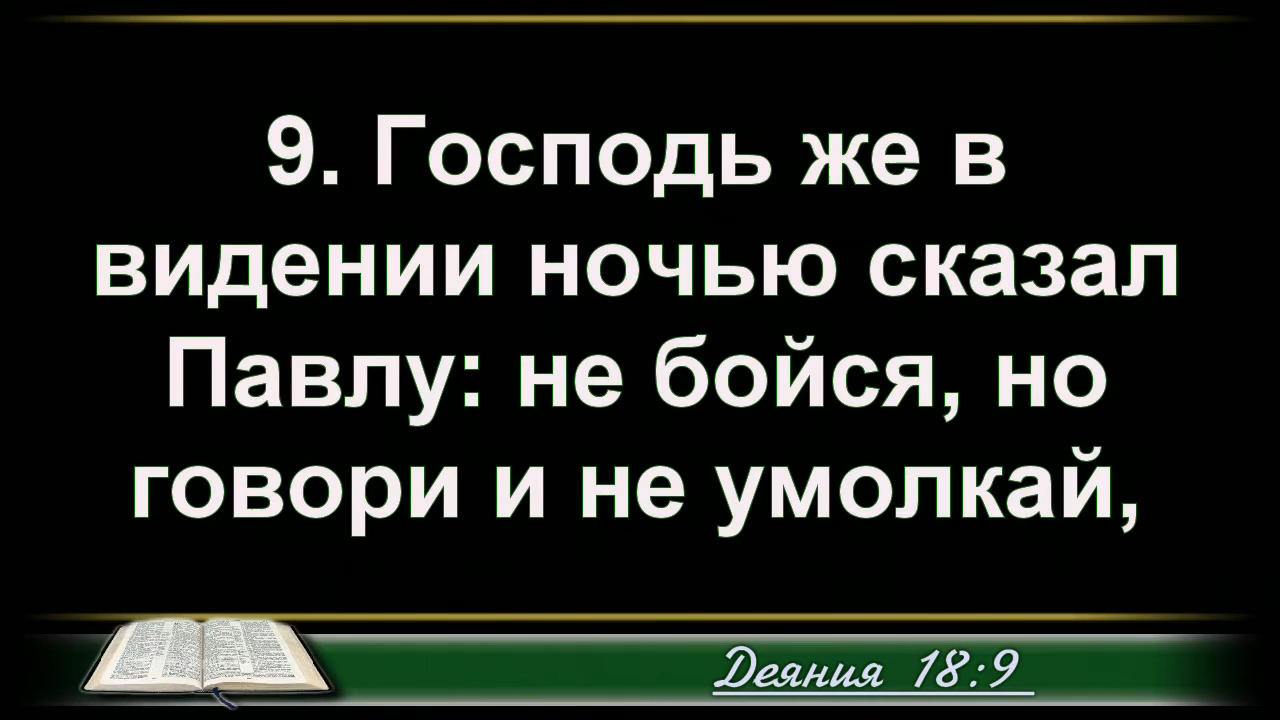 9. Господь же в
видении ночью сказал
Павлу: не бойся, но
говори и не умолкай,
Деяния 18:9